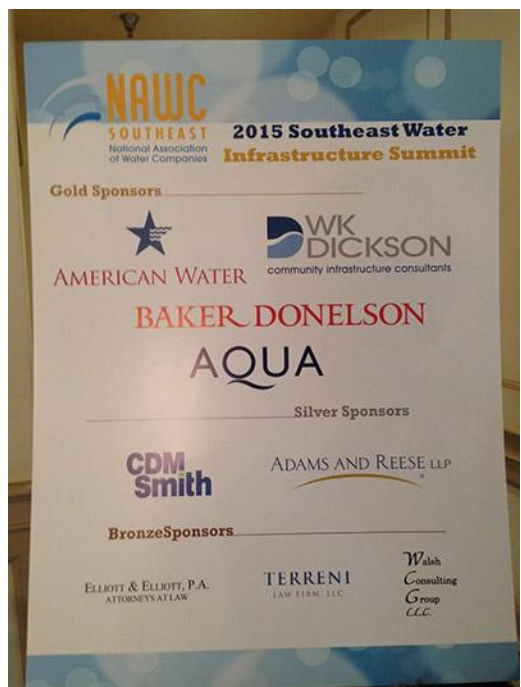 NAWC
SOUTHEAST
National Association
of Water Companies
2015 Southeast Water
Infrastructure Summit
Gold Sponsors
AMERICAN WATER
WK
DICKSON
community infrastructure consultants
BAKER DONELSON
AQUA
Silver Sponsors
CDM
Smith
ADAMS AND REESE LLP
BronzeSponsors
ELLIOTT & ELLIOTT, P.A.
ATTORNEYS AT LAW
TERRENI
LAW FIRM, LLC
Walsh
Consulting
Group
LLC.